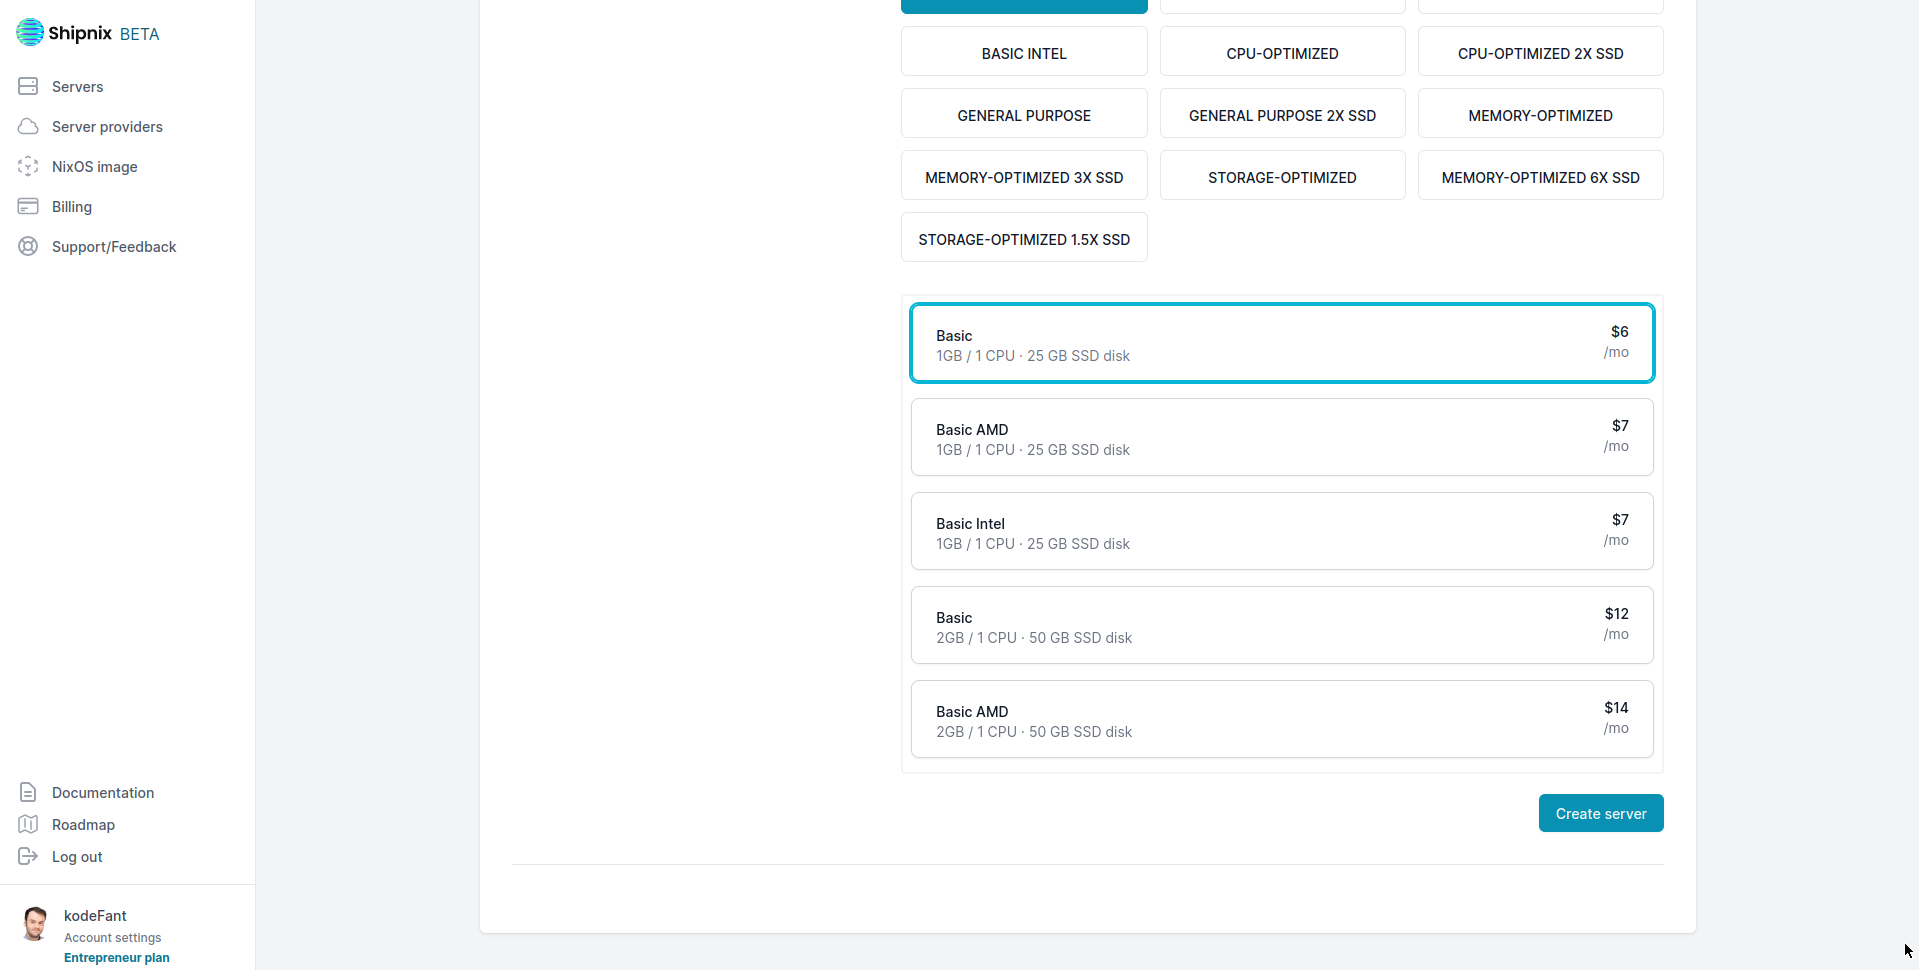 Shipnix BETA
Servers
Server providers
NixOS image
Billing
Support/Feedback
Documentation
Roadmap
Log out
kodeFant
Account settings
Entrepreneur plan
BASIC INTEL
CPU-OPTIMIZED
CPU-OPTIMIZED 2X SSD
GENERAL PURPOSE
GENERAL PURPOSE 2X SSD
MEMORY-OPTIMIZED
MEMORY-OPTIMIZED 3X SSD
STORAGE-OPTIMIZED
MEMORY-OPTIMIZED 6X SSD
STORAGE-OPTIMIZED 1.5X SSD
Basic
1GB / 1 CPU · 25 GB SSD disk
$6
/mo
Basic AMD
1GB / 1 CPU · 25 GB SSD disk
$7
/mo
Basic Intel
1GB / 1 CPU · 25 GB SSD disk
$7
/mo
Basic
2GB / 1 CPU · 50 GB SSD disk
$12
/mo
Basic AMD
2GB / 1 CPU · 50 GB SSD disk
$14
/mo
Create server